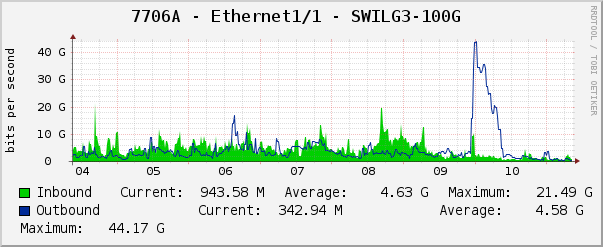 7706A - Ethernet1/1 - SWILG3-100G
RRDTOOL / TOBI OETIKER
bits per second
40 G
30 G
20 G
10 G
0
04 05 06 07 08 09 10
Inbound Current: 943.58 M Average: 4.63 G Maximum: 21.49 G
Outbound Current: 342.94 M Average: 4.58 G
Maximum: 44.17 G